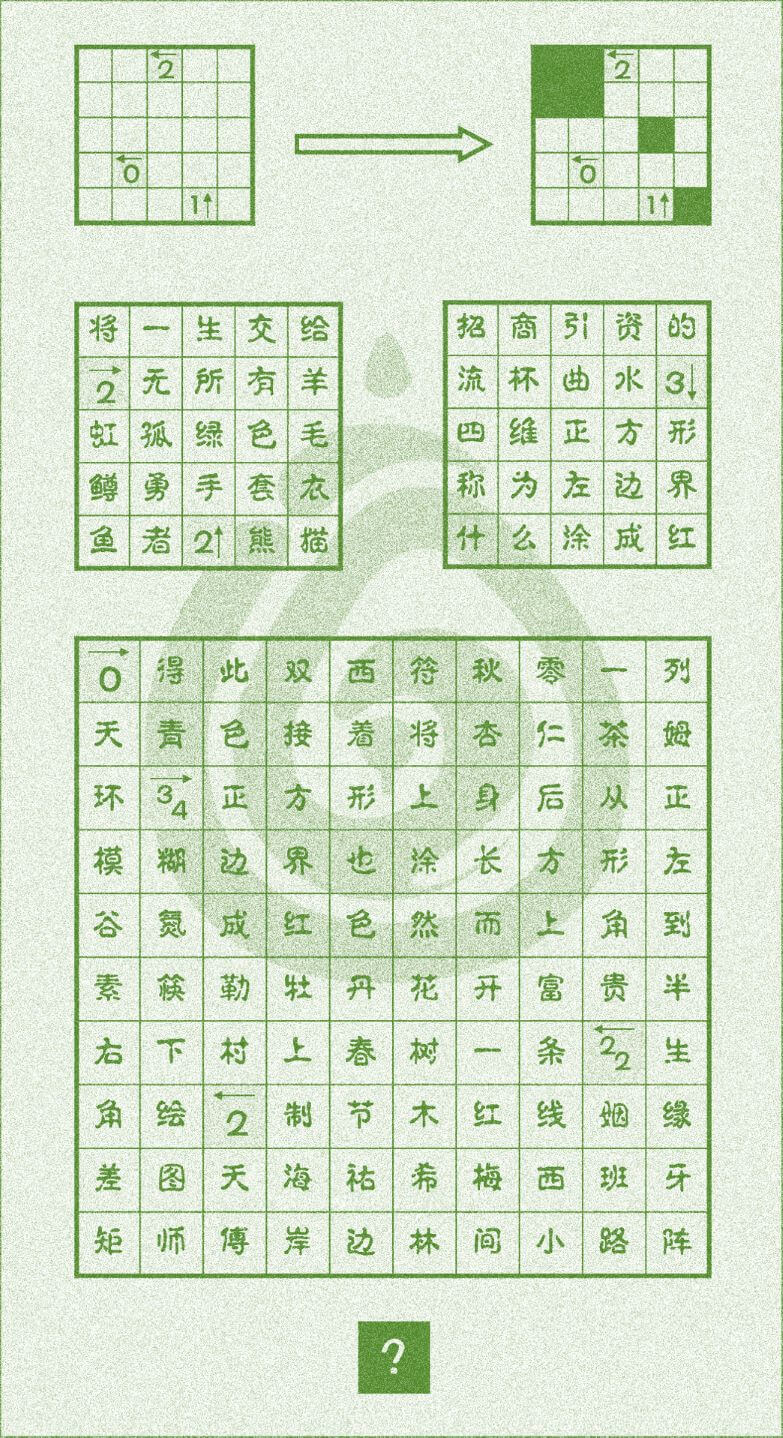 ←2
←0
1↑
←2
←0
1↑
将一生交给
→2无所有羊
虹孤绿色毛
鳟勇手套衣
鱼者2↑熊猫
招商引资的
流杯曲水3↓
四维正方形
称为左边界
什么涂成红
→0得此双西符秋零一列
天青色接着将杏仁茶姆
环→34正方形上身后从正
模糊边界也涂长方形左
谷氮成红色然而上角到
素筷勒牡丹花开富贵半
右下村上春树一条←22生
角绘←2制节木红线姻缘
差图天海祐希梅西班牙
矩师傅岸边林间小路阵
?